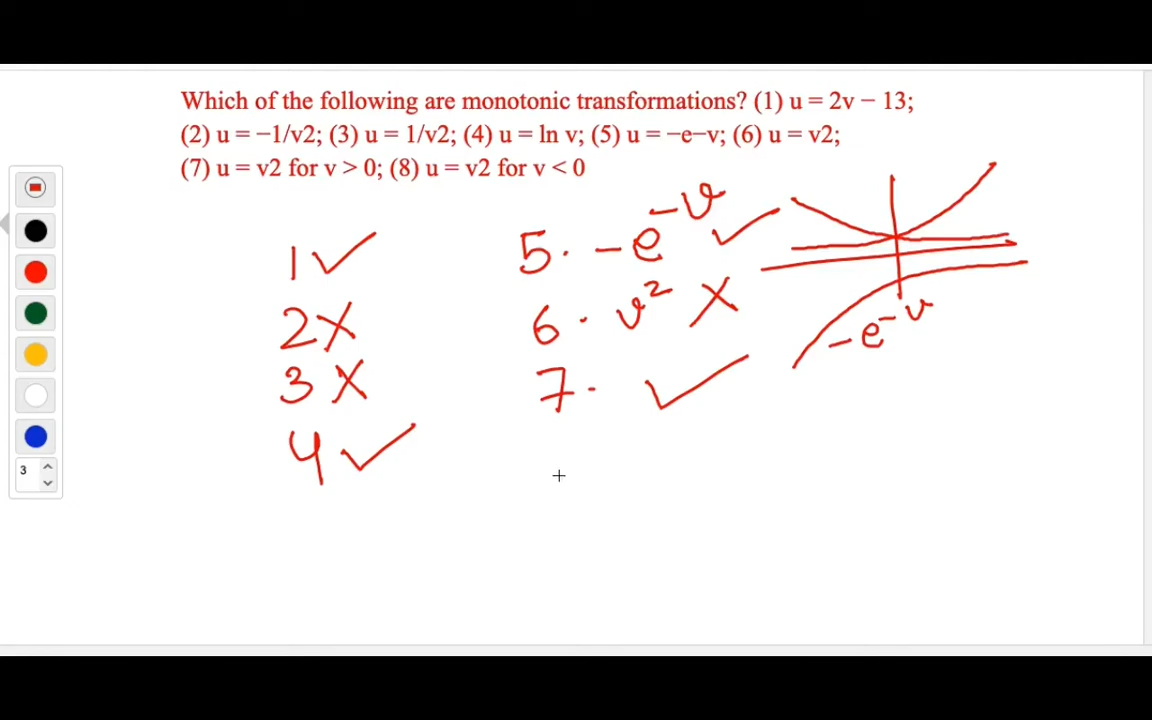 Which of the following are monotonic transformations? (1) u = 2v − 13;
(2) u = −1/v2; (3) u = 1/v2; (4) u = ln v; (5) u = −e−v; (6) u = v2;
(7) u = v2 for v > 0; (8) u = v2 for v < 0
1 ✓
2 X
3 X
4 ✓
5. −e^−v ✓
6. v² X
7. ✓
−e^−v
3